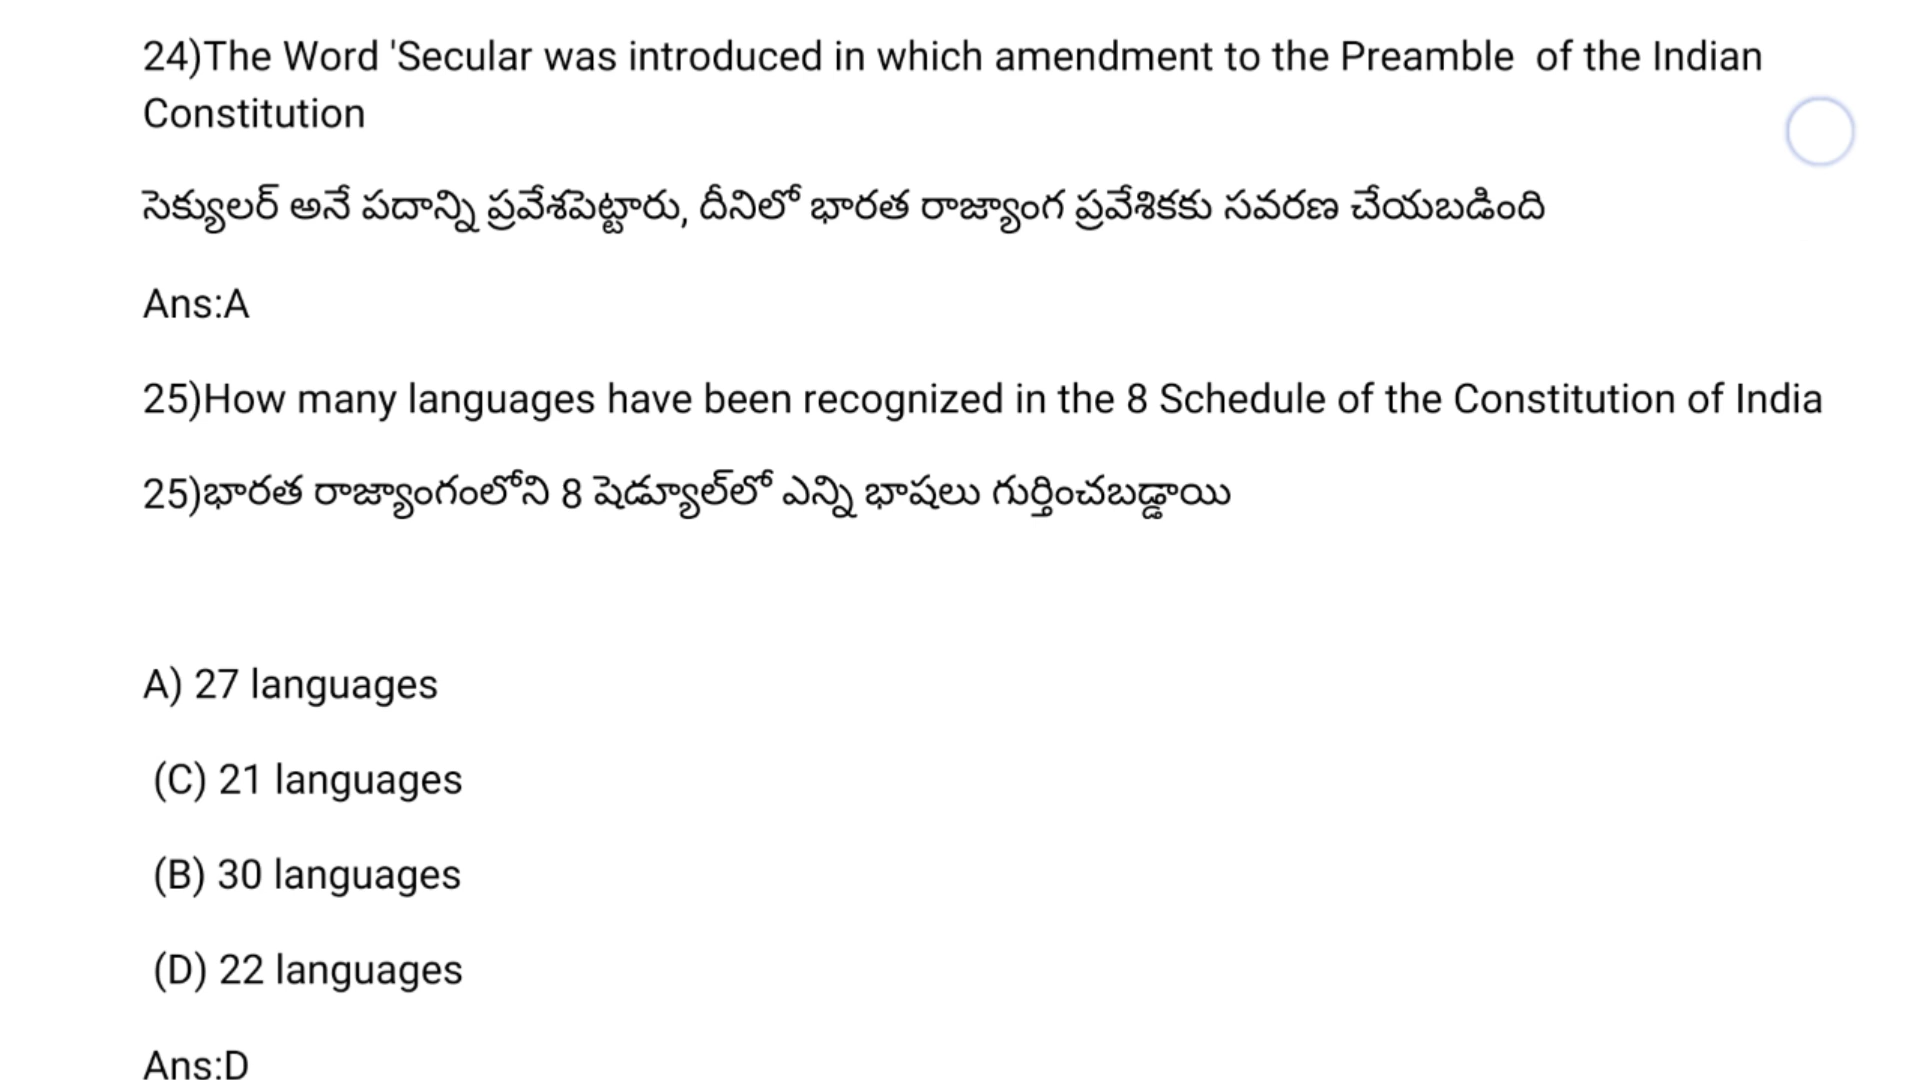 24)The Word 'Secular was introduced in which amendment to the Preamble  of the Indian
Constitution
సెక్యులర్ అనే పదాన్ని ప్రవేశపెట్టారు, దీనిలో భారత రాజ్యాంగ ప్రవేశికకు సవరణ చేయబడింది
Ans:A
25)How many languages have been recognized in the 8 Schedule of the Constitution of India
25)భారత రాజ్యాంగంలోని 8 షెడ్యూల్‌లో ఎన్ని భాషలు గుర్తించబడ్డాయి
A) 27 languages
(C) 21 languages
(B) 30 languages
(D) 22 languages
Ans:D